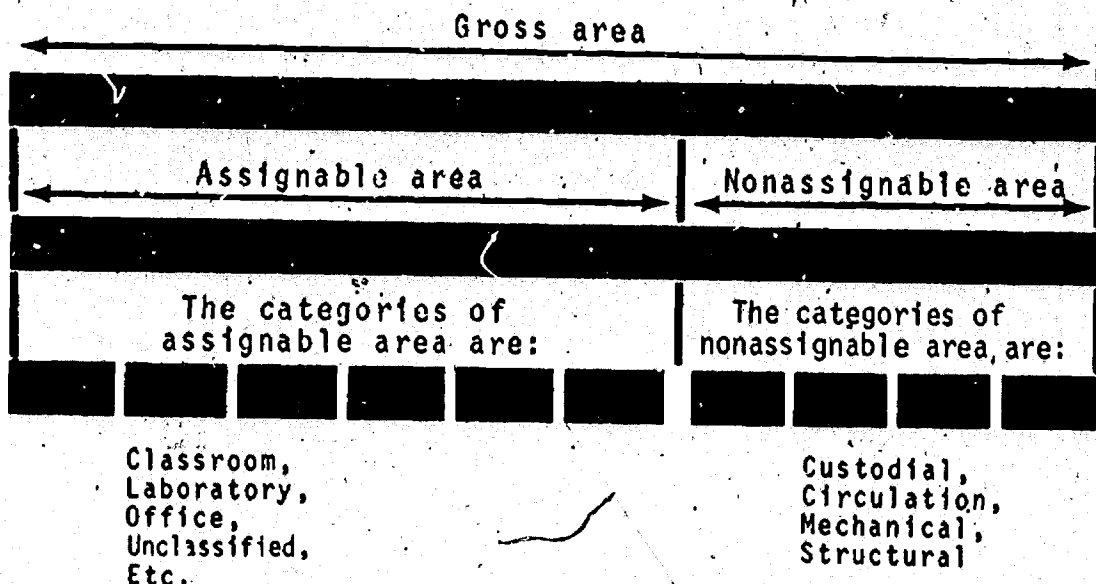 Gross area
Assignable area
Nonassignable area
The categories of
assignable area are:
The categories of
nonassignable area are:
Classroom,
Laboratory,
Office,
Unclassified,
Etc.
Custodial,
Circulation,
Mechanical,
Structural